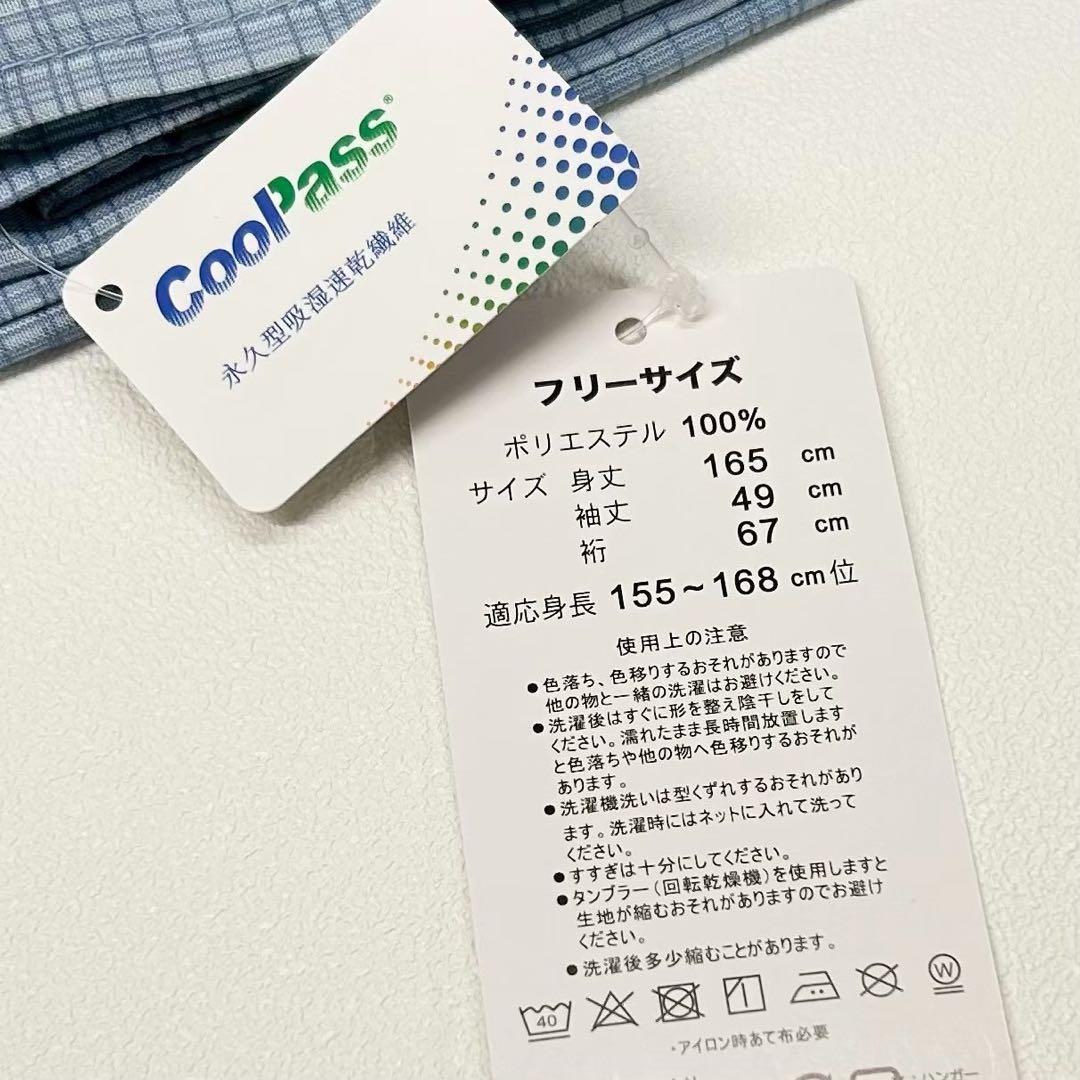 CoolPass®
永久型吸湿速乾繊維
フリーサイズ
ポリエステル 100%
サイズ 身丈 165 cm
袖丈 49 cm
裄 67 cm
適応身長 155~168 cm位
使用上の注意
●色落ち、色移りするおそれがありますので
他の物と一緒の洗濯はお避けください。
●洗濯後はすぐに形を整え陰干しをして
ください。濡れたまま長時間放置します
と色落ちや他の物へ色移りするおそれが
あります。
●洗濯機洗いは型くずれするおそれがあり
ます。洗濯時にはネットに入れて洗って
ください。
●すすぎは十分にしてください。
●タンブラー(回転乾燥機)を使用しますと
生地が縮むおそれがありますのでお避け
ください。
●洗濯後多少縮むことがあります。
40 W
・アイロン時あて布必要
ハンガー